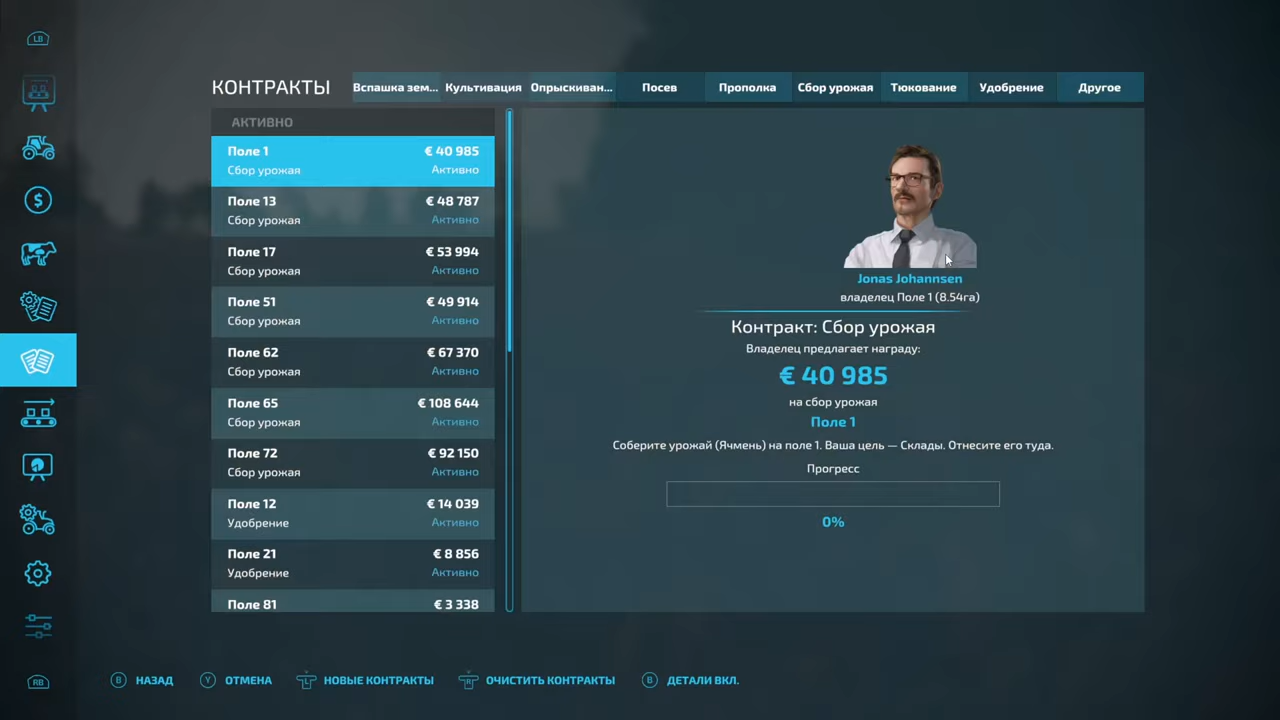 LB
КОНТРАКТЫ
Вспашка зем...
Культивация
Опрыскиван...
Посев
Прополка
Сбор урожая
Тюкование
Удобрение
Другое
АКТИВНО
Поле 1 € 40 985
Сбор урожая Активно
Поле 13 € 48 787
Сбор урожая Активно
Поле 17 € 53 994
Сбор урожая Активно
Поле 51 € 49 914
Сбор урожая Активно
Поле 62 € 67 370
Сбор урожая Активно
Поле 65 € 108 644
Сбор урожая Активно
Поле 72 € 92 150
Сбор урожая Активно
Поле 12 € 14 039
Удобрение Активно
Поле 21 € 8 856
Удобрение Активно
Поле 81 € 3 338
Jonas Johannsen
владелец Поле 1 (8.54га)
Контракт: Сбор урожая
Владелец предлагает награду:
€ 40 985
на сбор урожая
Поле 1
Соберите урожай (Ячмень) на поле 1. Ваша цель — Склады. Отнесите его туда.
Прогресс
0%
RB
B НАЗАД
Y ОТМЕНА
L НОВЫЕ КОНТРАКТЫ
R ОЧИСТИТЬ КОНТРАКТЫ
B ДЕТАЛИ ВКЛ.